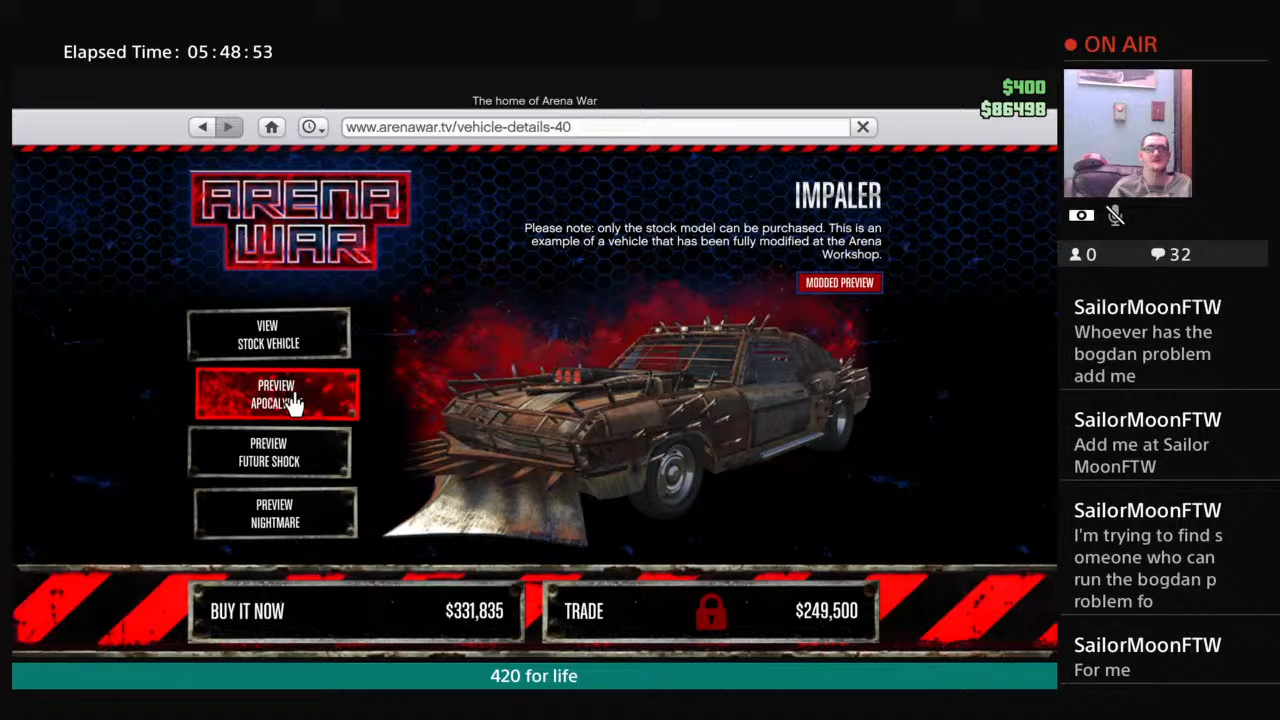 Elapsed Time: 05:48:53
ON AIR
$400
$86498
The home of Arena War
www.arenawar.tv/vehicle-details-40
ARENA
WAR
IMPALER
Please note: only the stock model can be purchased. This is an
example of a vehicle that has been fully modified at the Arena
Workshop.
MODDED PREVIEW
VIEW
STOCK VEHICLE
PREVIEW
PREVIEW
FUTURE SHOCK
PREVIEW
NIGHTMARE
BUY IT NOW $331,835
TRADE $249,500
420 for life
0 32
SailorMoonFTW
Whoever has the
bogdan problem
add me
SailorMoonFTW
Add me at Sailor
MoonFTW
SailorMoonFTW
I'm trying to find s
omeone who can
run the bogdan p
roblem fo
SailorMoonFTW
For me